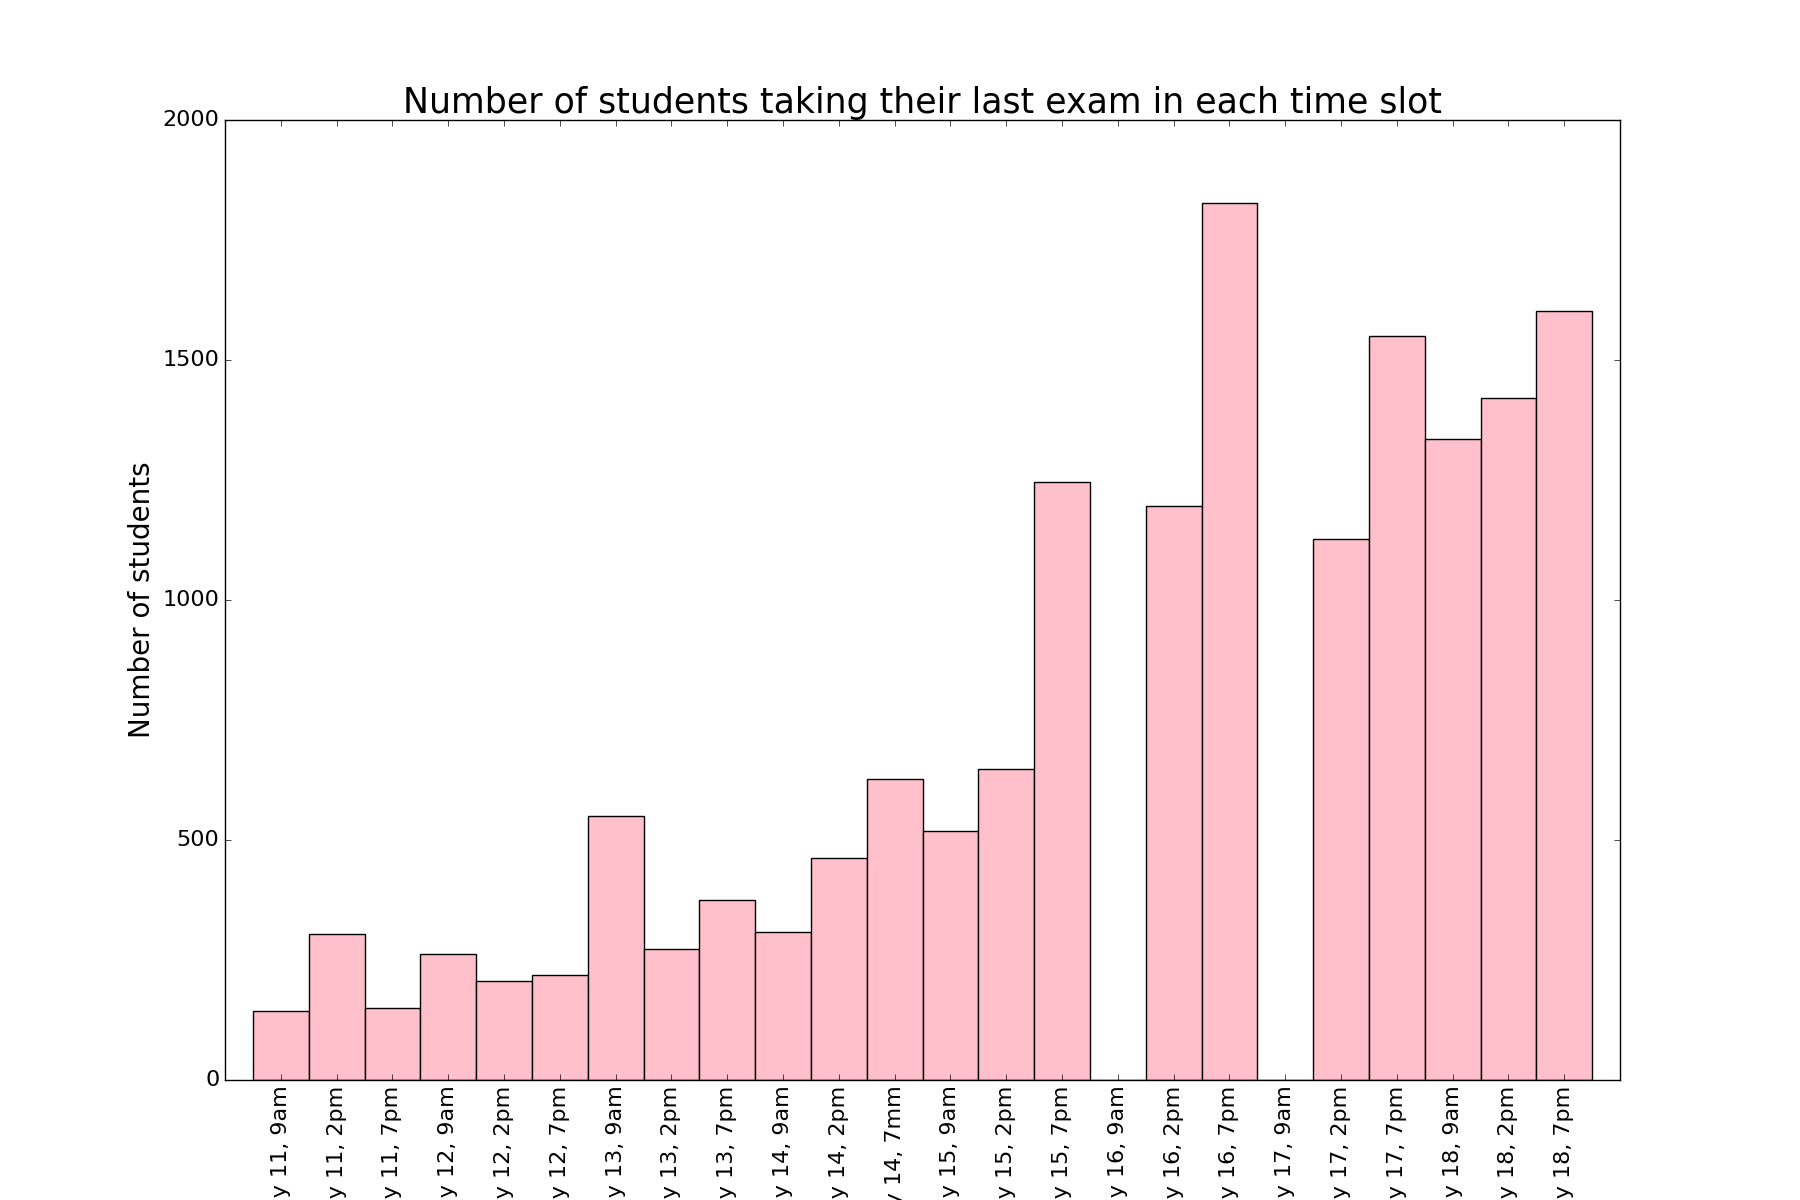 Number of students taking their last exam in each time slot
Number of students
2000
1500
1000
500
0
y 11, 9am
y 11, 2pm
y 11, 7pm
y 12, 9am
y 12, 2pm
y 12, 7pm
y 13, 9am
y 13, 2pm
y 13, 7pm
y 14, 9am
y 14, 2pm
y 14, 7mm
y 15, 9am
y 15, 2pm
y 15, 7pm
y 16, 9am
y 16, 2pm
y 16, 7pm
y 17, 9am
y 17, 2pm
y 17, 7pm
y 18, 9am
y 18, 2pm
y 18, 7pm